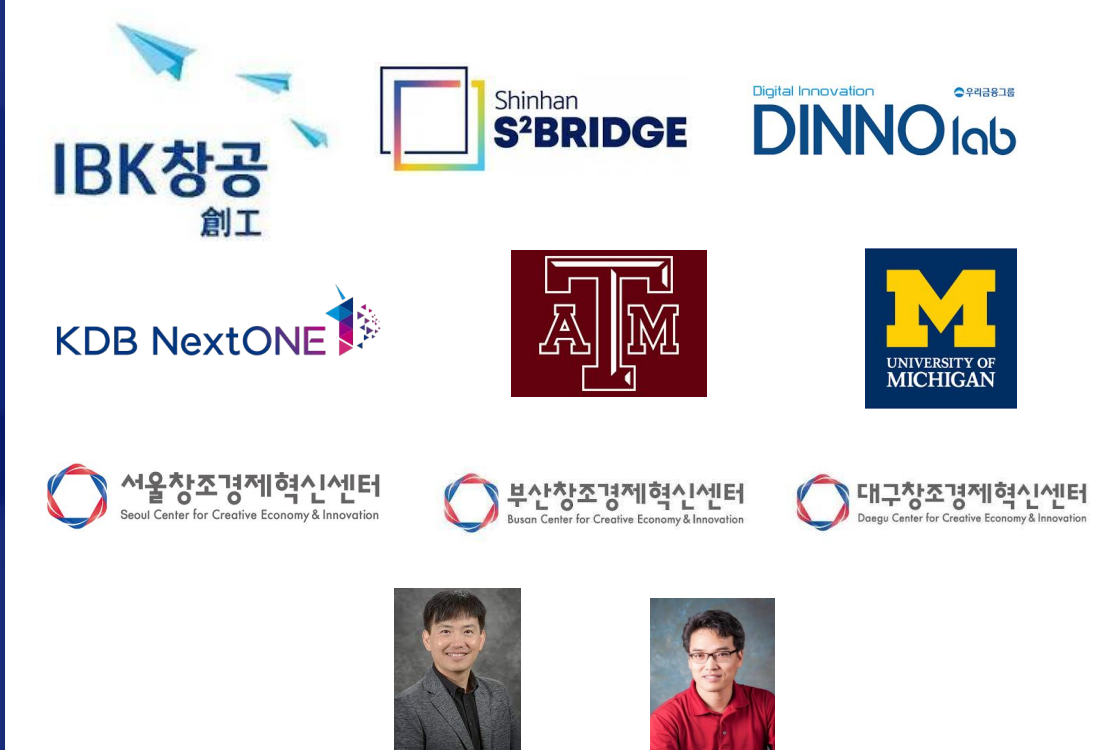 IBK창공
創工
Shinhan
S²BRIDGE
Digital Innovation
우리금융그룹
DINNO lab
KDB NextONE
ATM
M
UNIVERSITY OF
MICHIGAN
서울창조경제혁신센터
Seoul Center for Creative Economy & Innovation
부산창조경제혁신센터
Busan Center for Creative Economy & Innovation
대구창조경제혁신센터
Daegu Center for Creative Economy & Innovation